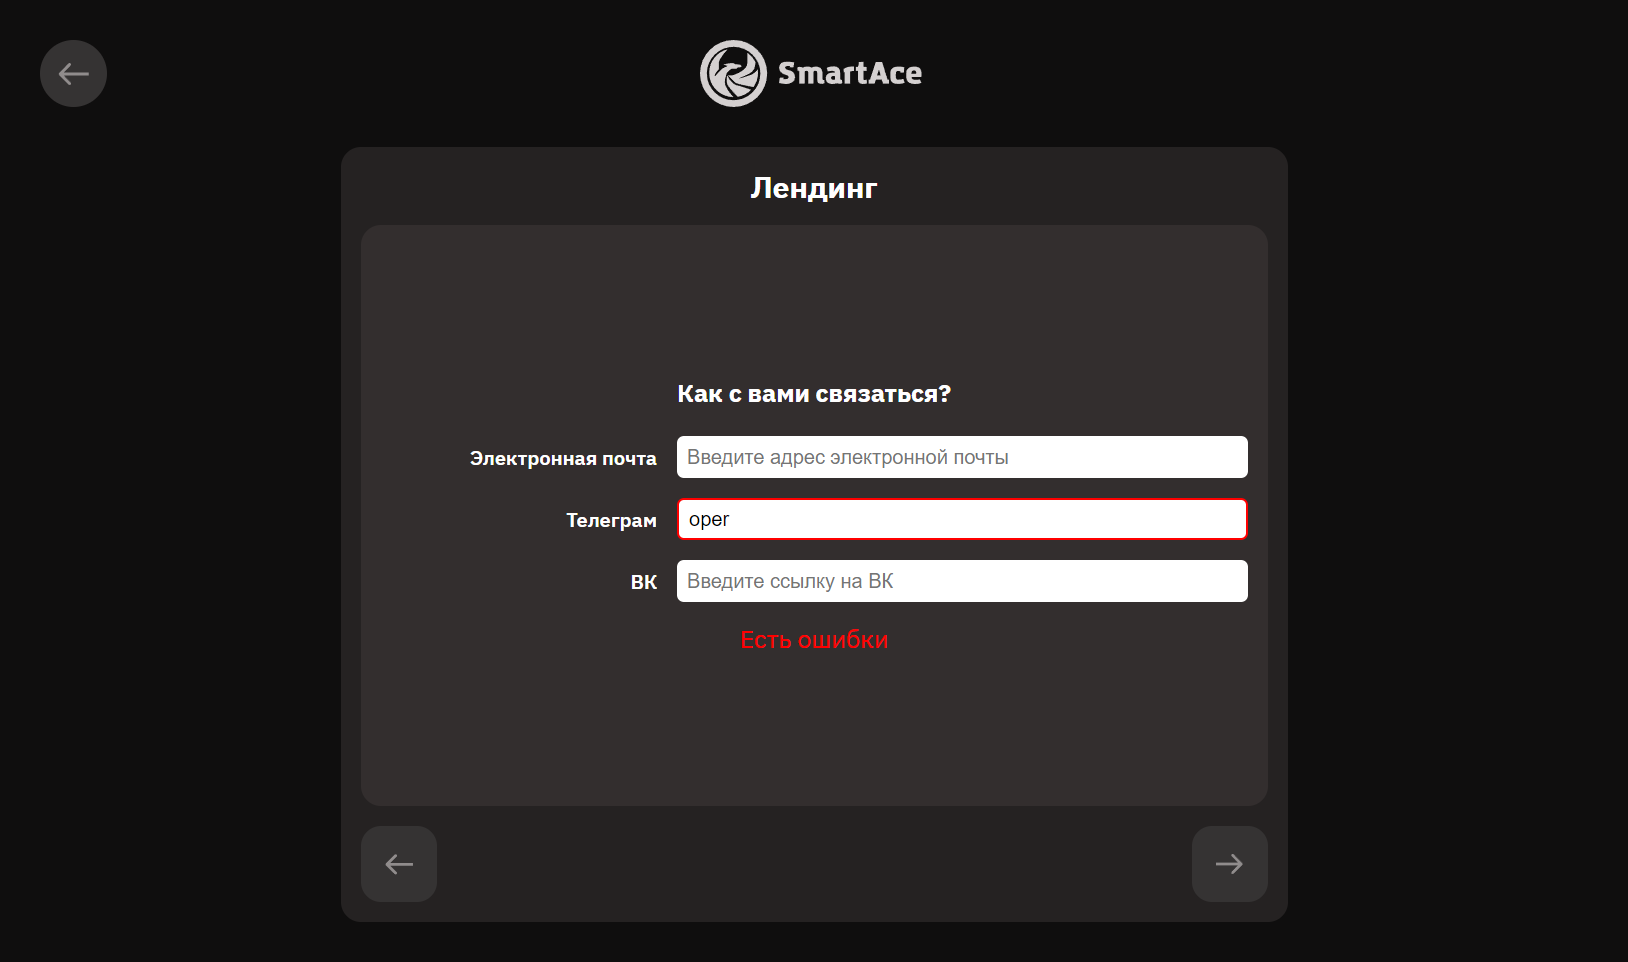 SmartAce
Лендинг
Как с вами связаться?
Электронная почта
Введите адрес электронной почты
Телеграм
oper
ВК
Введите ссылку на ВК
Есть ошибки